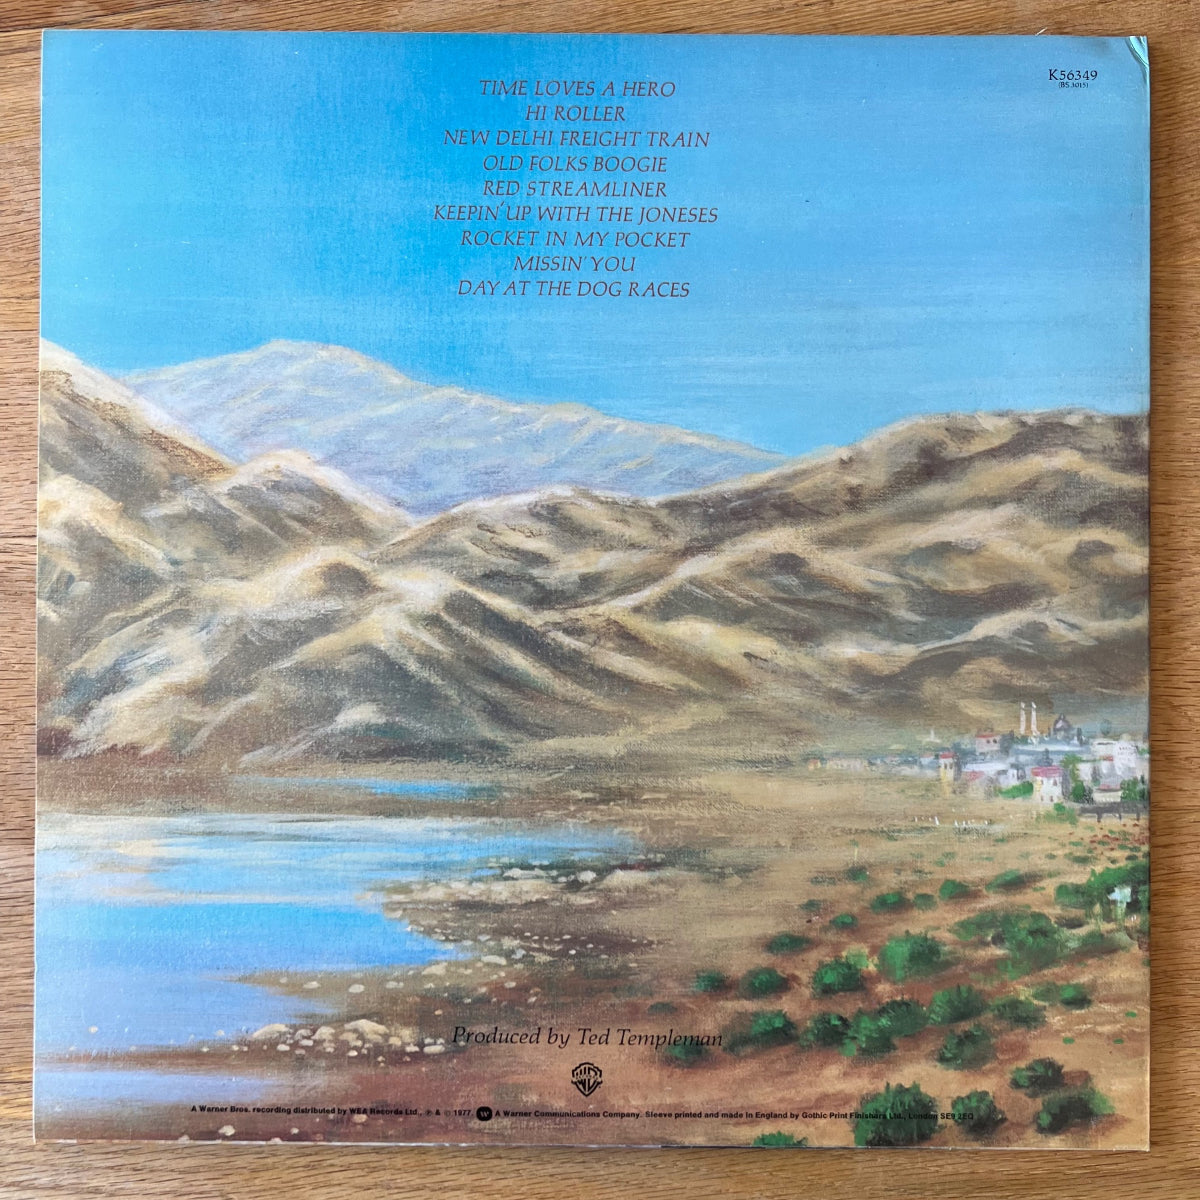 K56349
(BS 3015)
TIME LOVES A HERO
HI ROLLER
NEW DELHI FREIGHT TRAIN
OLD FOLKS BOOGIE
RED STREAMLINER
KEEPIN' UP WITH THE JONESES
ROCKET IN MY POCKET
MISSIN' YOU
DAY AT THE DOG RACES
Produced by Ted Templeman
A Warner Bros. recording distributed by WEA Records Ltd., ℗ & © 1977. A Warner Communications Company. Sleeve printed and made in England by Gothic Print Finishers Ltd., London SE9 2EG